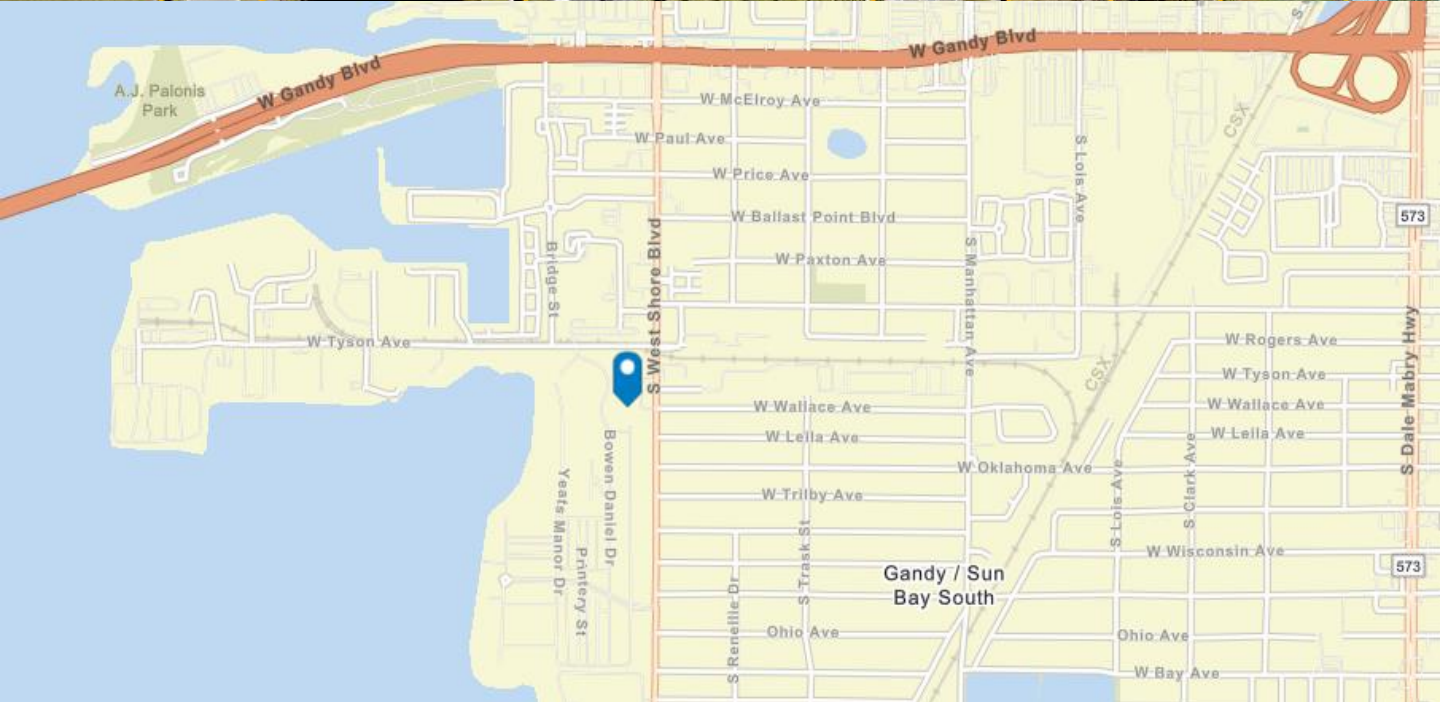 S
W Gandy Blvd
W Gandy Blvd
A.J. Palonis
Park
W McElroy Ave
CSX
W Paul Ave
S Lois Ave
W Price Ave
573
W Ballast Point Blvd
S West Shore Blvd
Bridge St
W Paxton Ave
S Manhattan Ave
W Tyson Ave
W Rogers Ave
S Dale Mabry Hwy
CSX
W Tyson Ave
W Wallace Ave
W Wallace Ave
W Leila Ave
W Leila Ave
Bowen Daniel Dr
W Oklahoma Ave
S Clark Ave
S Lois Ave
W Trilby Ave
Yeats Manor Dr
Printery St
S Trask St
W Wisconsin Ave
573
Gandy / Sun
Bay South
S Renellie Dr
Ohio Ave
Ohio Ave
W Bay Ave